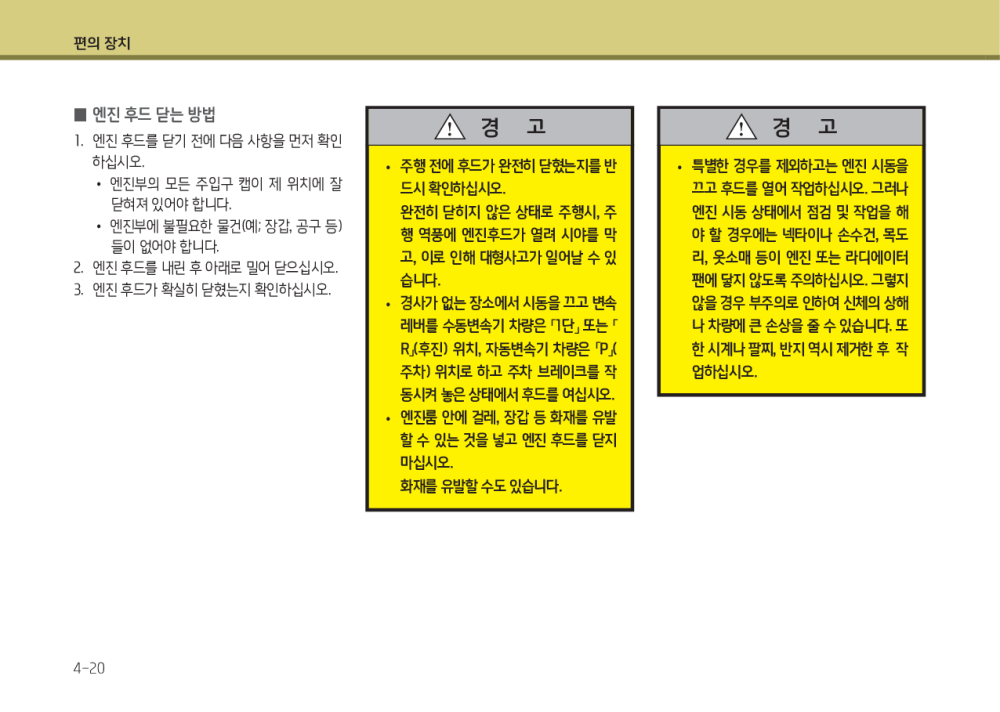 편의 장치
■ 엔진 후드 닫는 방법
1. 엔진 후드를 닫기 전에 다음 사항을 먼저 확인
하십시오.
• 엔진부의 모든 주입구 캡이 제 위치에 잘
닫혀져 있어야 합니다.
• 엔진부에 불필요한 물건(예; 장갑, 공구 등)
들이 없어야 합니다.
2. 엔진 후드를 내린 후 아래로 밀어 닫으십시오.
3. 엔진 후드가 확실히 닫혔는지 확인하십시오.
경 고
• 주행 전에 후드가 완전히 닫혔는지를 반
드시 확인하십시오.
완전히 닫히지 않은 상태로 주행시, 주
행 역풍에 엔진후드가 열려 시야를 막
고, 이로 인해 대형사고가 일어날 수 있
습니다.
• 경사가 없는 장소에서 시동을 끄고 변속
레버를 수동변속기 차량은 「1단」 또는 「
R」(후진) 위치, 자동변속기 차량은 「P」(
주차) 위치로 하고 주차 브레이크를 작
동시켜 놓은 상태에서 후드를 여십시오.
• 엔진룸 안에 걸레, 장갑 등 화재를 유발
할 수 있는 것을 넣고 엔진 후드를 닫지
마십시오.
화재를 유발할 수도 있습니다.
경 고
• 특별한 경우를 제외하고는 엔진 시동을
끄고 후드를 열어 작업하십시오. 그러나
엔진 시동 상태에서 점검 및 작업을 해
야 할 경우에는 넥타이나 손수건, 목도
리, 옷소매 등이 엔진 또는 라디에이터
팬에 닿지 않도록 주의하십시오. 그렇지
않을 경우 부주의로 인하여 신체의 상해
나 차량에 큰 손상을 줄 수 있습니다. 또
한 시계나 팔찌, 반지 역시 제거한 후 작
업하십시오.
4-20